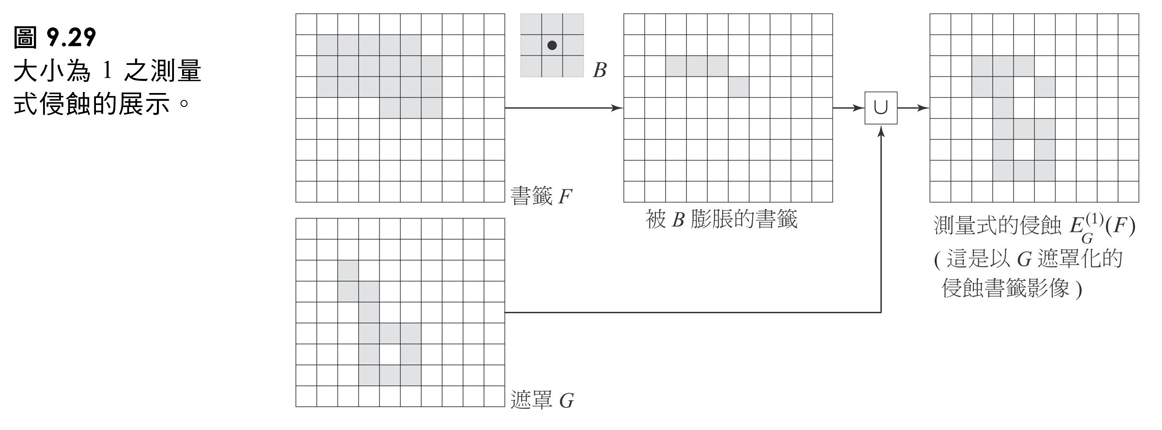 圖 9.29
大小為 1 之測量
式侵蝕的展示。
B
書籤 F
被 B 膨脹的書籤
∪
測量式的侵蝕 E_G^{(1)}(F)
( 這是以 G 遮罩化的
侵蝕書籤影像 )
遮罩 G